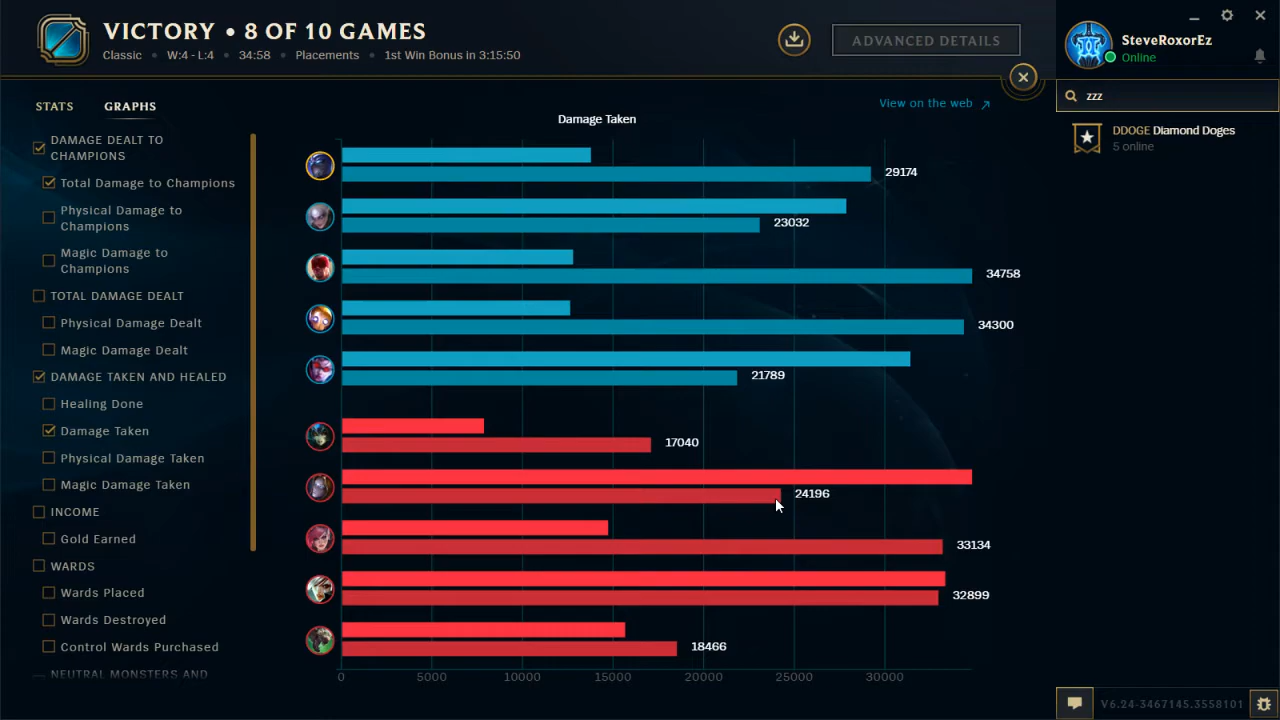 VICTORY • 8 OF 10 GAMES
Classic • W:4 - L:4 • 34:58 • Placements • 1st Win Bonus in 3:15:50
ADVANCED DETAILS
SteveRoxorEz
Online
zzz
DDOGE Diamond Doges
5 online
STATS
GRAPHS
View on the web
DAMAGE DEALT TO
CHAMPIONS
Total Damage to Champions
Physical Damage to
Champions
Magic Damage to
Champions
TOTAL DAMAGE DEALT
Physical Damage Dealt
Magic Damage Dealt
DAMAGE TAKEN AND HEALED
Healing Done
Damage Taken
Physical Damage Taken
Magic Damage Taken
INCOME
Gold Earned
WARDS
Wards Placed
Wards Destroyed
Control Wards Purchased
NEUTRAL MONSTERS AND
Damage Taken
29174
23032
34758
34300
21789
17040
24196
33134
32899
18466
0 5000 10000 15000 20000 25000 30000
V6.24-3467145.3558101